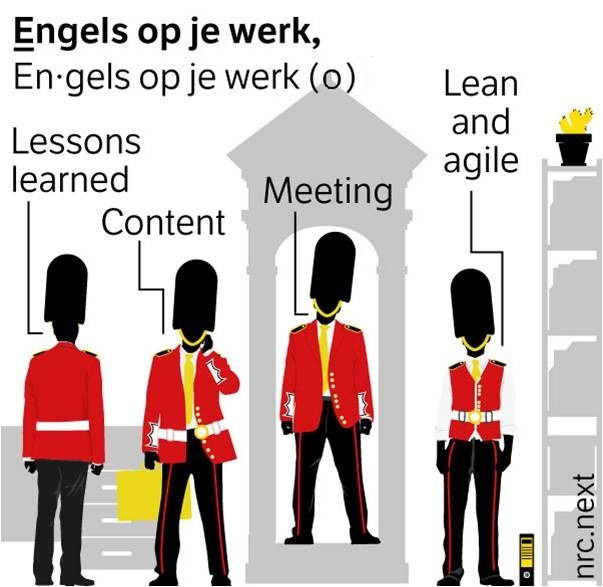 Engels op je werk,
En·gels op je werk (o)
Lessons
learned
Content
Meeting
Lean
and
agile
nrc.next